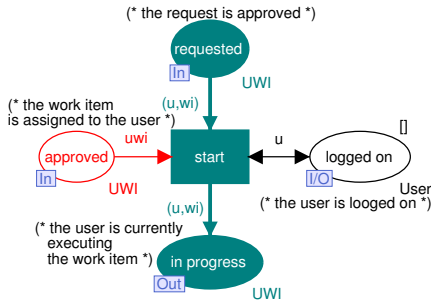 (* the request is approved *)
requested
In
UWI
(u,wi)
(* the work item
is assigned to the user *)
uwi
approved
In
UWI
start
u
[]
logged on
I/O
User
(* the user is looged on *)
(u,wi)
(* the user is currently
executing
the work item *)
in progress
Out
UWI